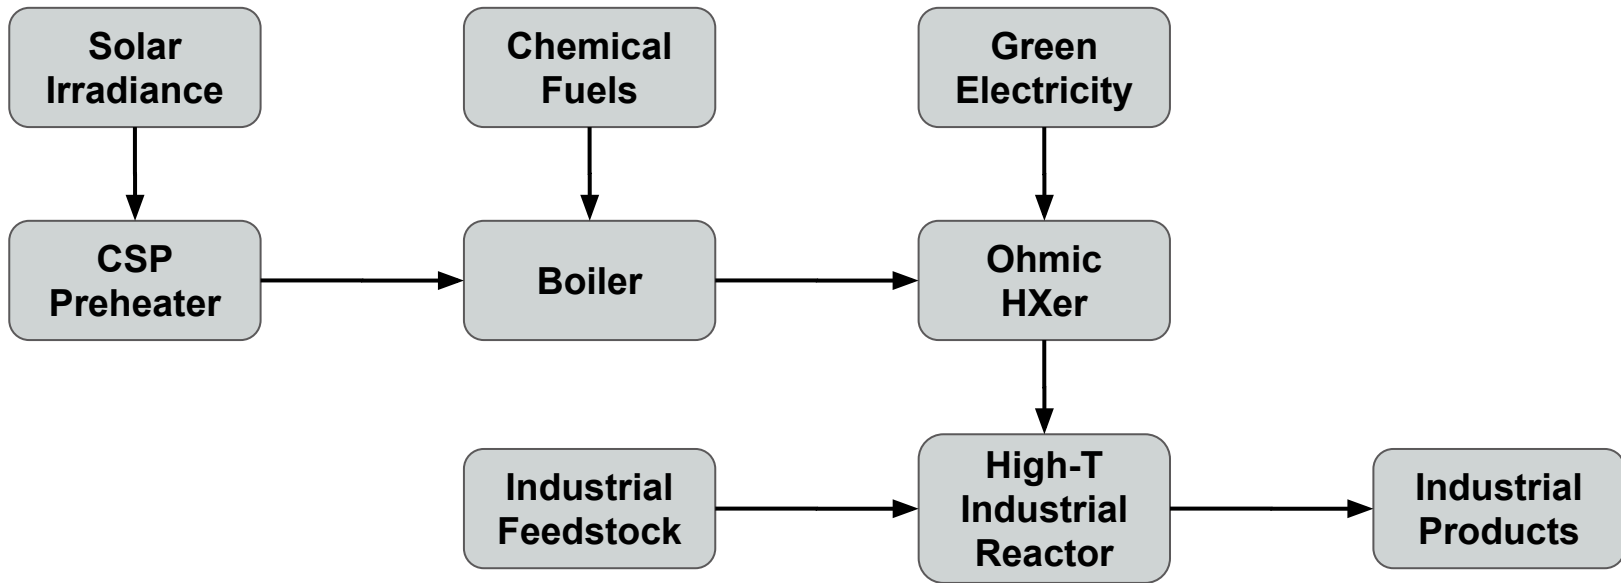 Solar
Irradiance
Chemical
Fuels
Green
Electricity
CSP
Preheater
Boiler
Ohmic
HXer
Industrial
Feedstock
High-T
Industrial
Reactor
Industrial
Products